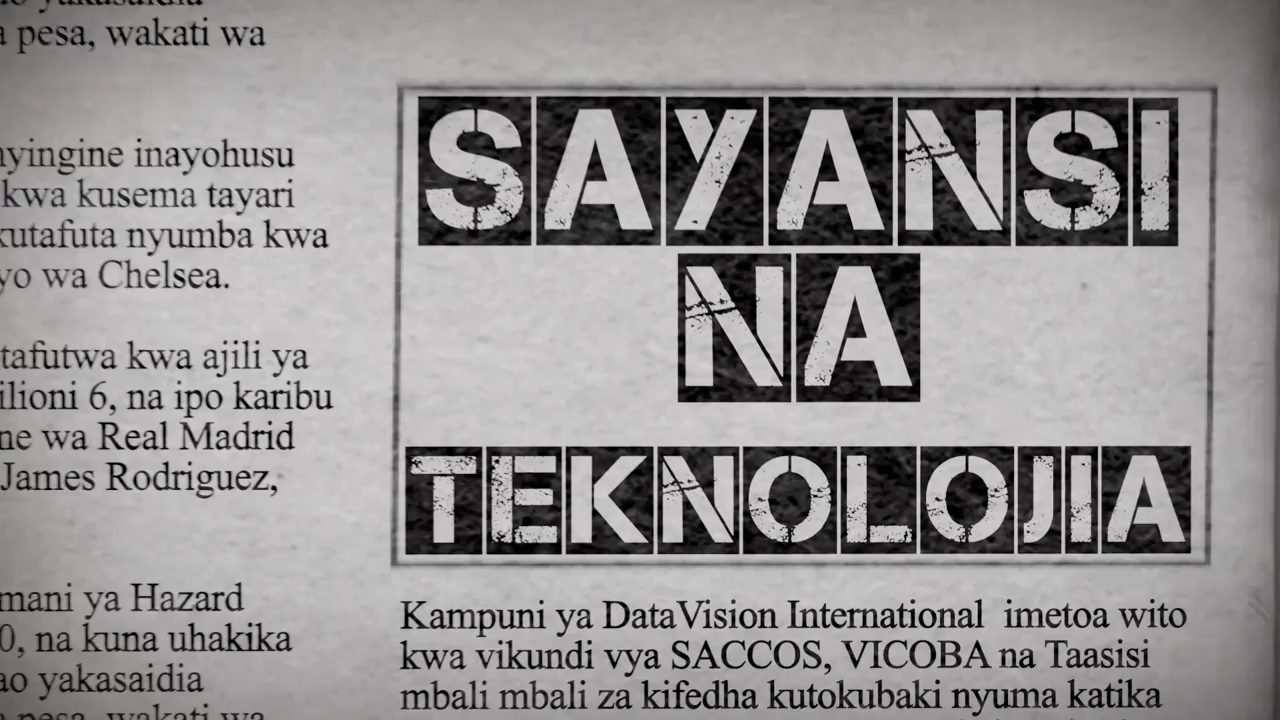 pesa, wakati wa
nyingine inayohusu
kwa kusema tayari
kutafuta nyumba kwa
yo wa Chelsea.
tafutwa kwa ajili ya
ilioni 6, na ipo karibu
ne wa Real Madrid
James Rodriguez,
mani ya Hazard
0, na kuna uhakika
ao yakasaidia
pesa, wakati wa
SAYANSI
NA
TEKNOLOJIA
Kampuni ya DataVision International imetoa wito
kwa vikundi vya SACCOS, VICOBA na Taasisi
mbali mbali za kifedha kutokubaki nyuma katika